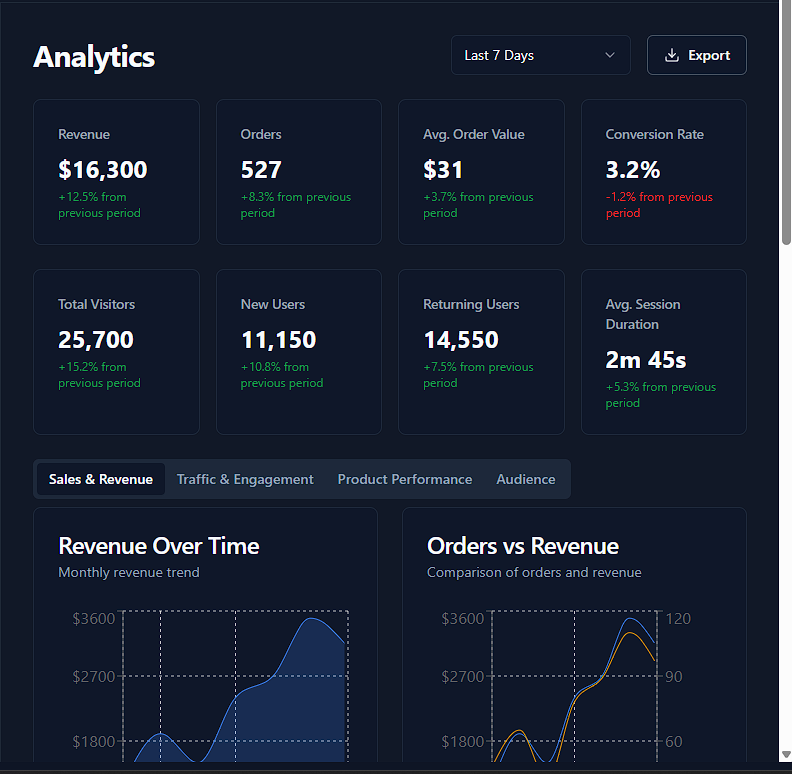 Analytics
Last 7 Days
Export
Revenue
$16,300
+12.5% from
previous period
Orders
527
+8.3% from previous
period
Avg. Order Value
$31
+3.7% from previous
period
Conversion Rate
3.2%
-1.2% from previous
period
Total Visitors
25,700
+15.2% from
previous period
New Users
11,150
+10.8% from
previous period
Returning Users
14,550
+7.5% from previous
period
Avg. Session
Duration
2m 45s
+5.3% from previous
period
Sales & Revenue
Traffic & Engagement
Product Performance
Audience
Revenue Over Time
Monthly revenue trend
$3600
$2700
$1800
Orders vs Revenue
Comparison of orders and revenue
$3600
$2700
$1800
120
90
60